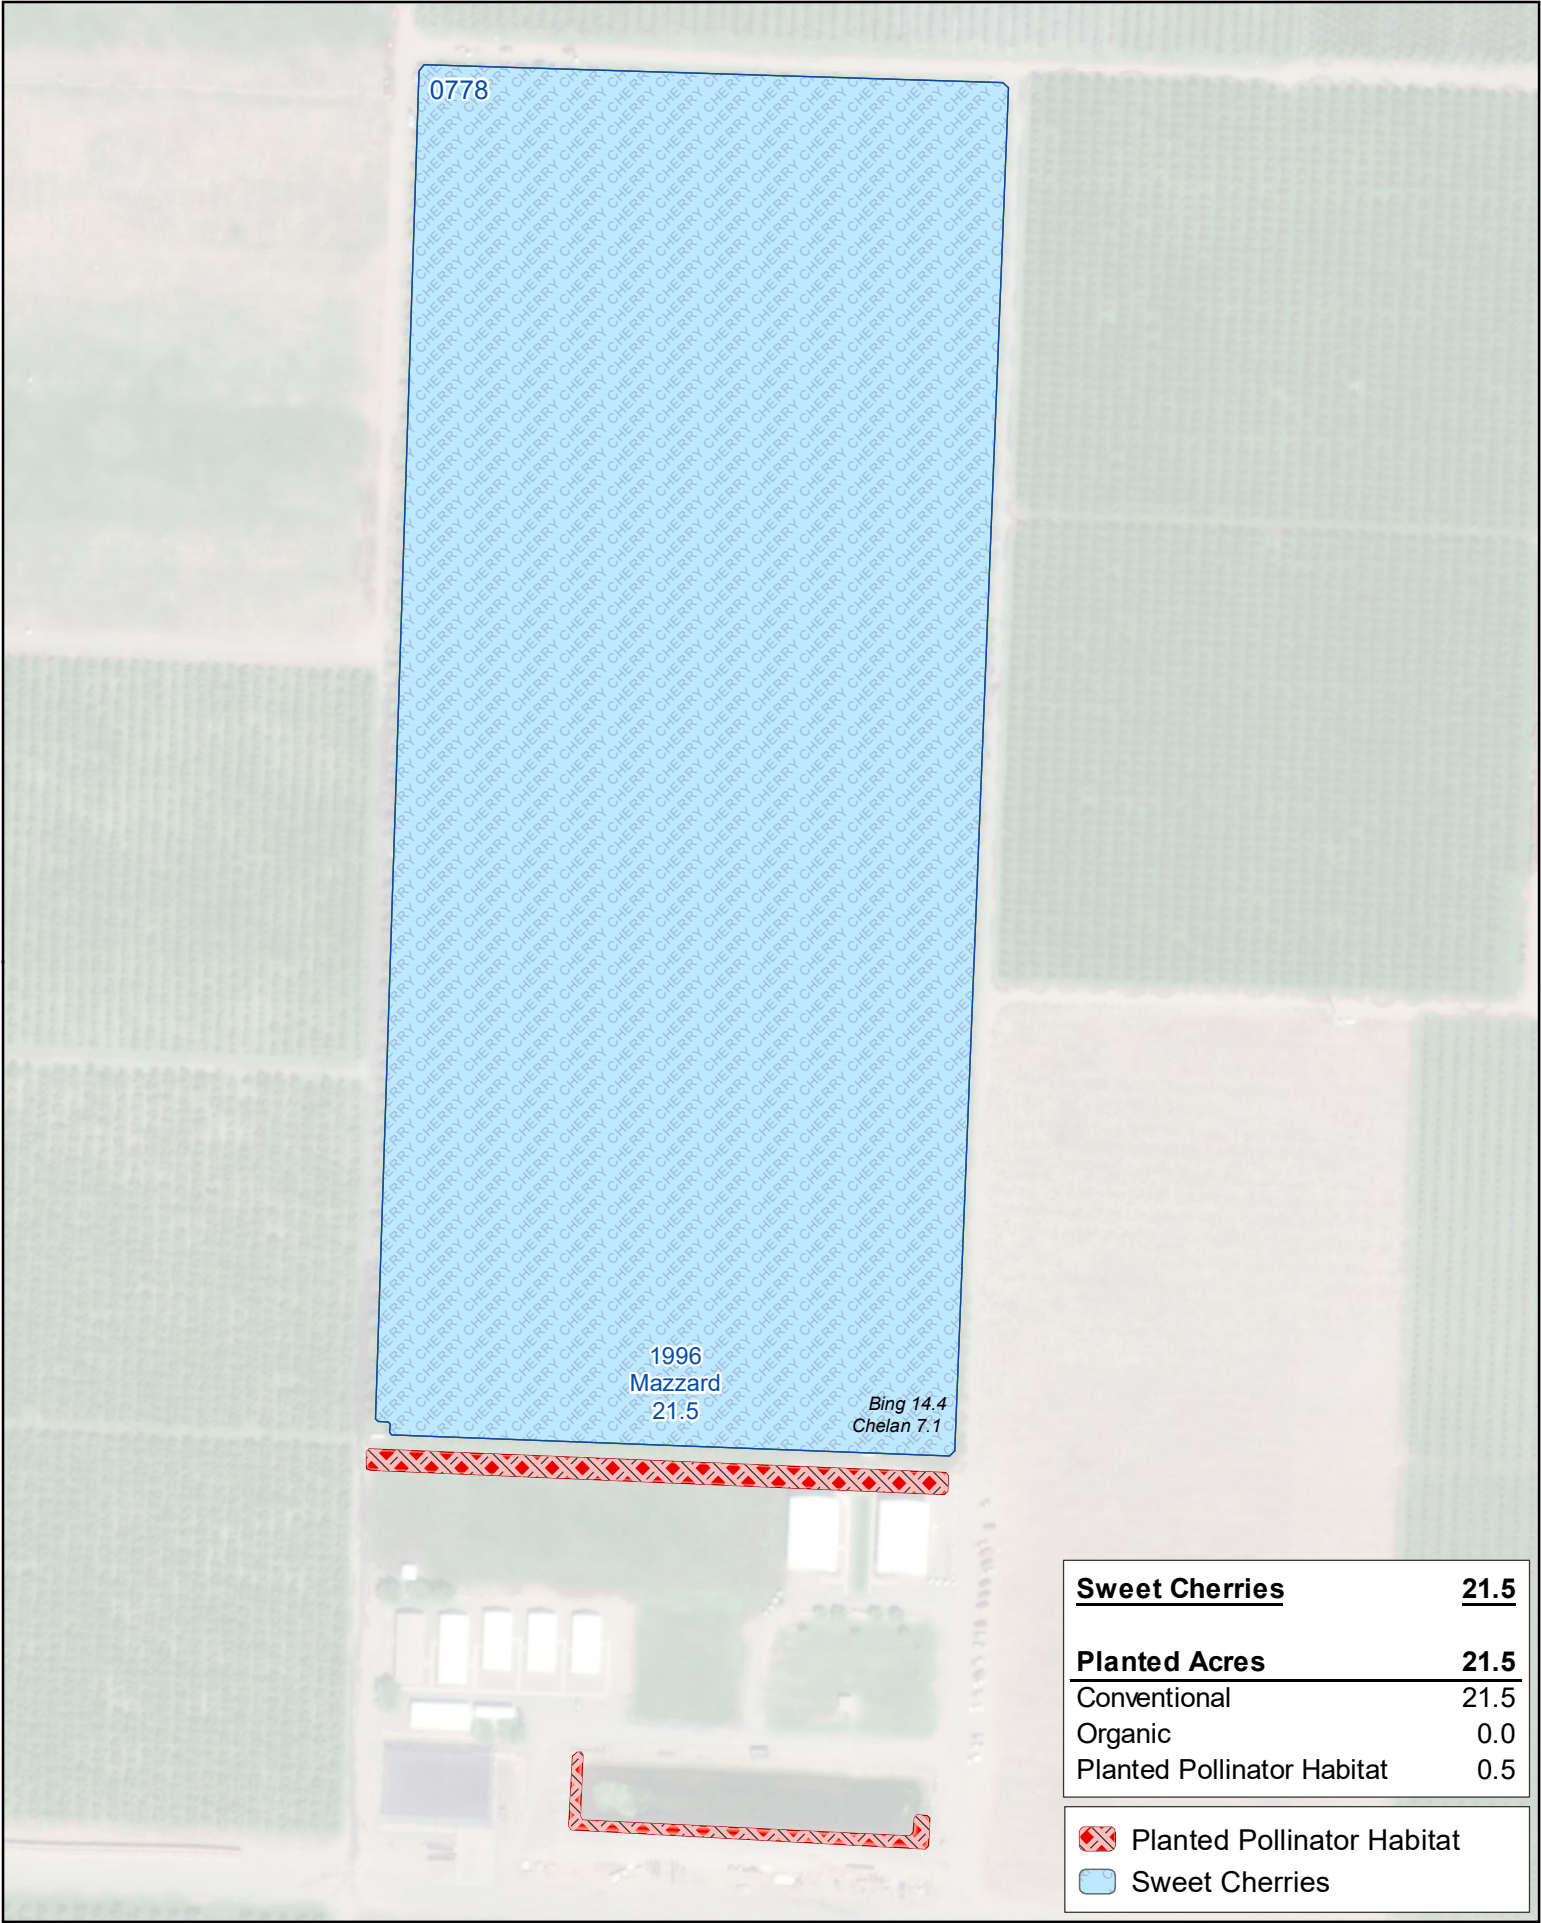 0778
1996
Mazzard
21.5
Bing 14.4
Chelan 7.1
Sweet Cherries 21.5
Planted Acres 21.5
Conventional 21.5
Organic 0.0
Planted Pollinator Habitat 0.5
Planted Pollinator Habitat
Sweet Cherries